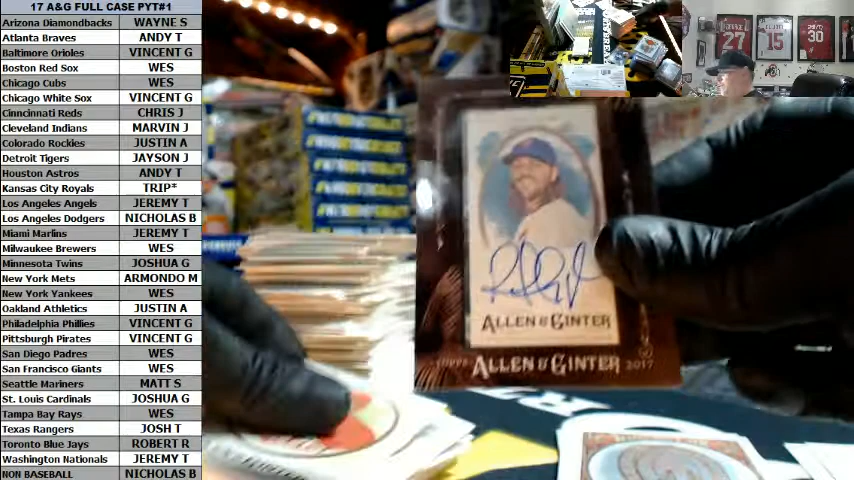 17 A&G FULL CASE PYT#1
Arizona Diamondbacks WAYNE S
Atlanta Braves ANDY T
Baltimore Orioles VINCENT G
Boston Red Sox WES
Chicago Cubs WES
Chicago White Sox VINCENT G
Cinncinnati Reds CHRIS J
Cleveland Indians MARVIN J
Colorado Rockies JUSTIN A
Detroit Tigers JAYSON J
Houston Astros ANDY T
Kansas City Royals TRIP*
Los Angeles Angels JEREMY T
Los Angeles Dodgers NICHOLAS B
Miami Marlins JEREMY T
Milwaukee Brewers WES
Minnesota Twins JOSHUA G
New York Mets ARMONDO M
New York Yankees WES
Oakland Athletics JUSTIN A
Philadelphia Phillies VINCENT G
Pittsburgh Pirates VINCENT G
San Diego Padres WES
San Francisco Giants WES
Seattle Mariners MATT S
St. Louis Cardinals JOSHUA G
Tampa Bay Rays WES
Texas Rangers JOSH T
Toronto Blue Jays ROBERT R
Washington Nationals JEREMY T
NON BASEBALL NICHOLAS B
27
15
30
ALLEN & GINTER
TOPPS ALLEN & GINTER 2017